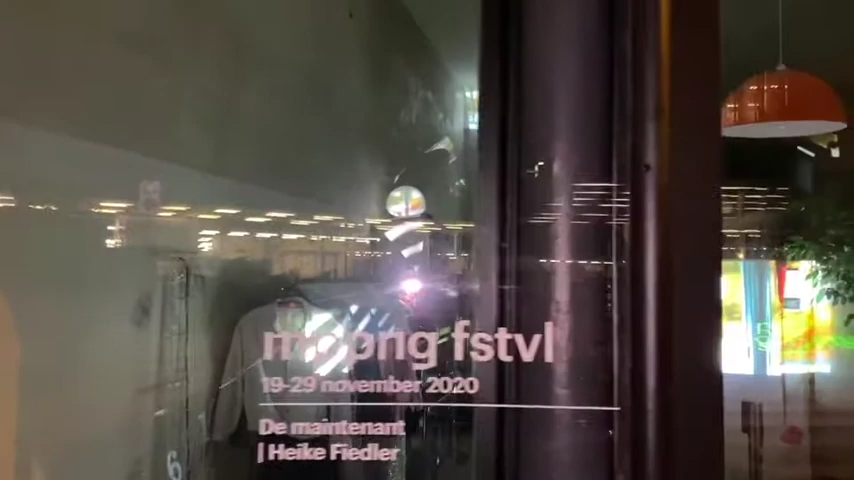 fstvl
19-29 november 2020
De maintenant
| Heike Fiedler